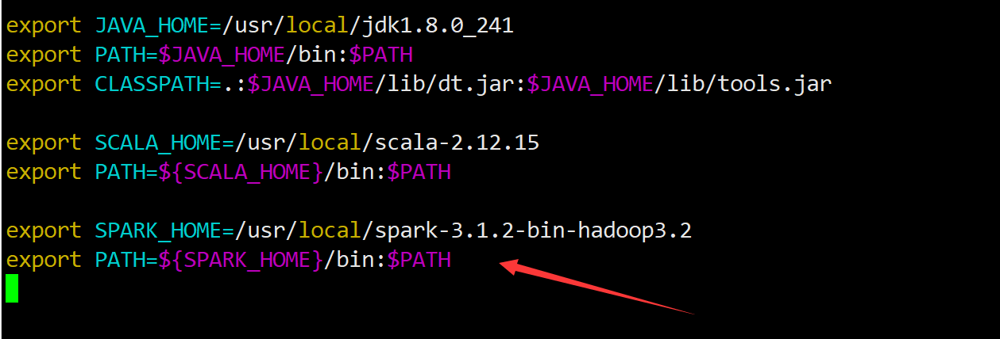 export JAVA_HOME=/usr/local/jdk1.8.0_241
export PATH=$JAVA_HOME/bin:$PATH
export CLASSPATH=.:$JAVA_HOME/lib/dt.jar:$JAVA_HOME/lib/tools.jar
export SCALA_HOME=/usr/local/scala-2.12.15
export PATH=${SCALA_HOME}/bin:$PATH
export SPARK_HOME=/usr/local/spark-3.1.2-bin-hadoop3.2
export PATH=${SPARK_HOME}/bin:$PATH